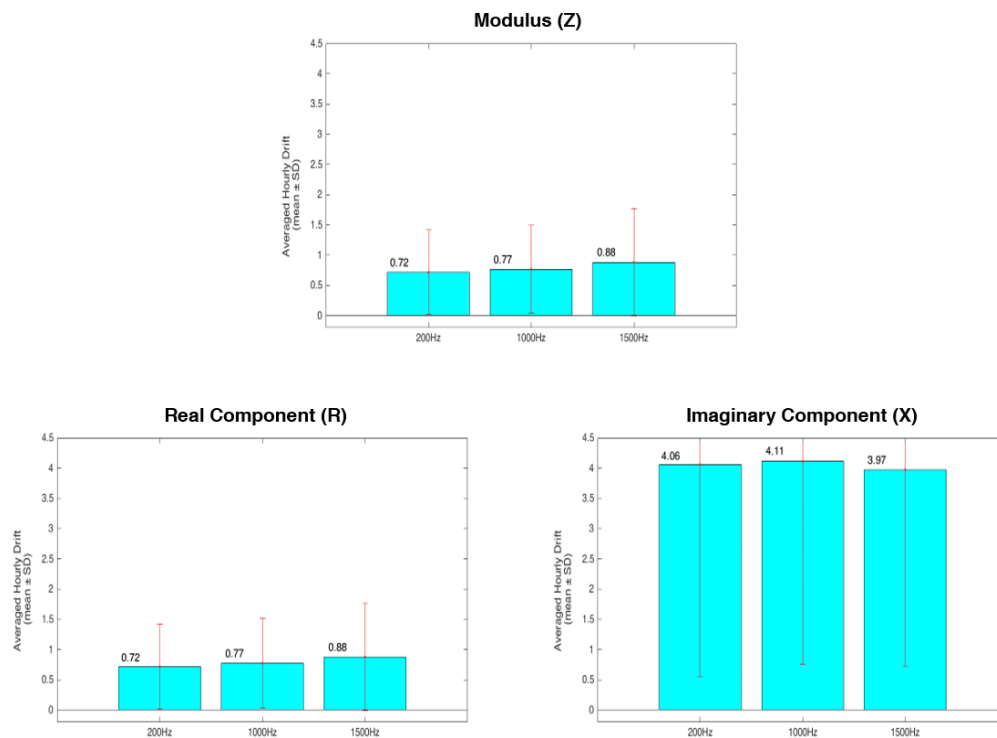 Modulus (Z)
4.5
4
3.5
3
2.5
2
1.5
1
0.5
0
Averaged Hourly Drift
(mean ± SD)
0.72
0.77
0.88
200Hz
1000Hz
1500Hz
Real Component (R)
4.5
4
3.5
3
2.5
2
1.5
1
0.5
0
Averaged Hourly Drift
(mean ± SD)
0.72
0.77
0.88
200Hz
1000Hz
1500Hz
Imaginary Component (X)
4.5
4
3.5
3
2.5
2
1.5
1
0.5
0
Averaged Hourly Drift
(mean ± SD)
4.06
4.11
3.97
200Hz
1000Hz
1500Hz